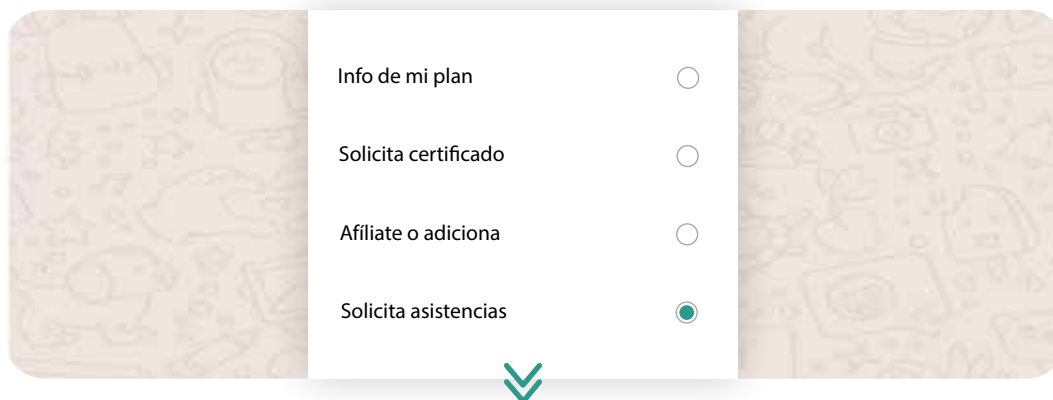 Info de mi plan
Solicita certificado
Afíliate o adiciona
Solicita asistencias